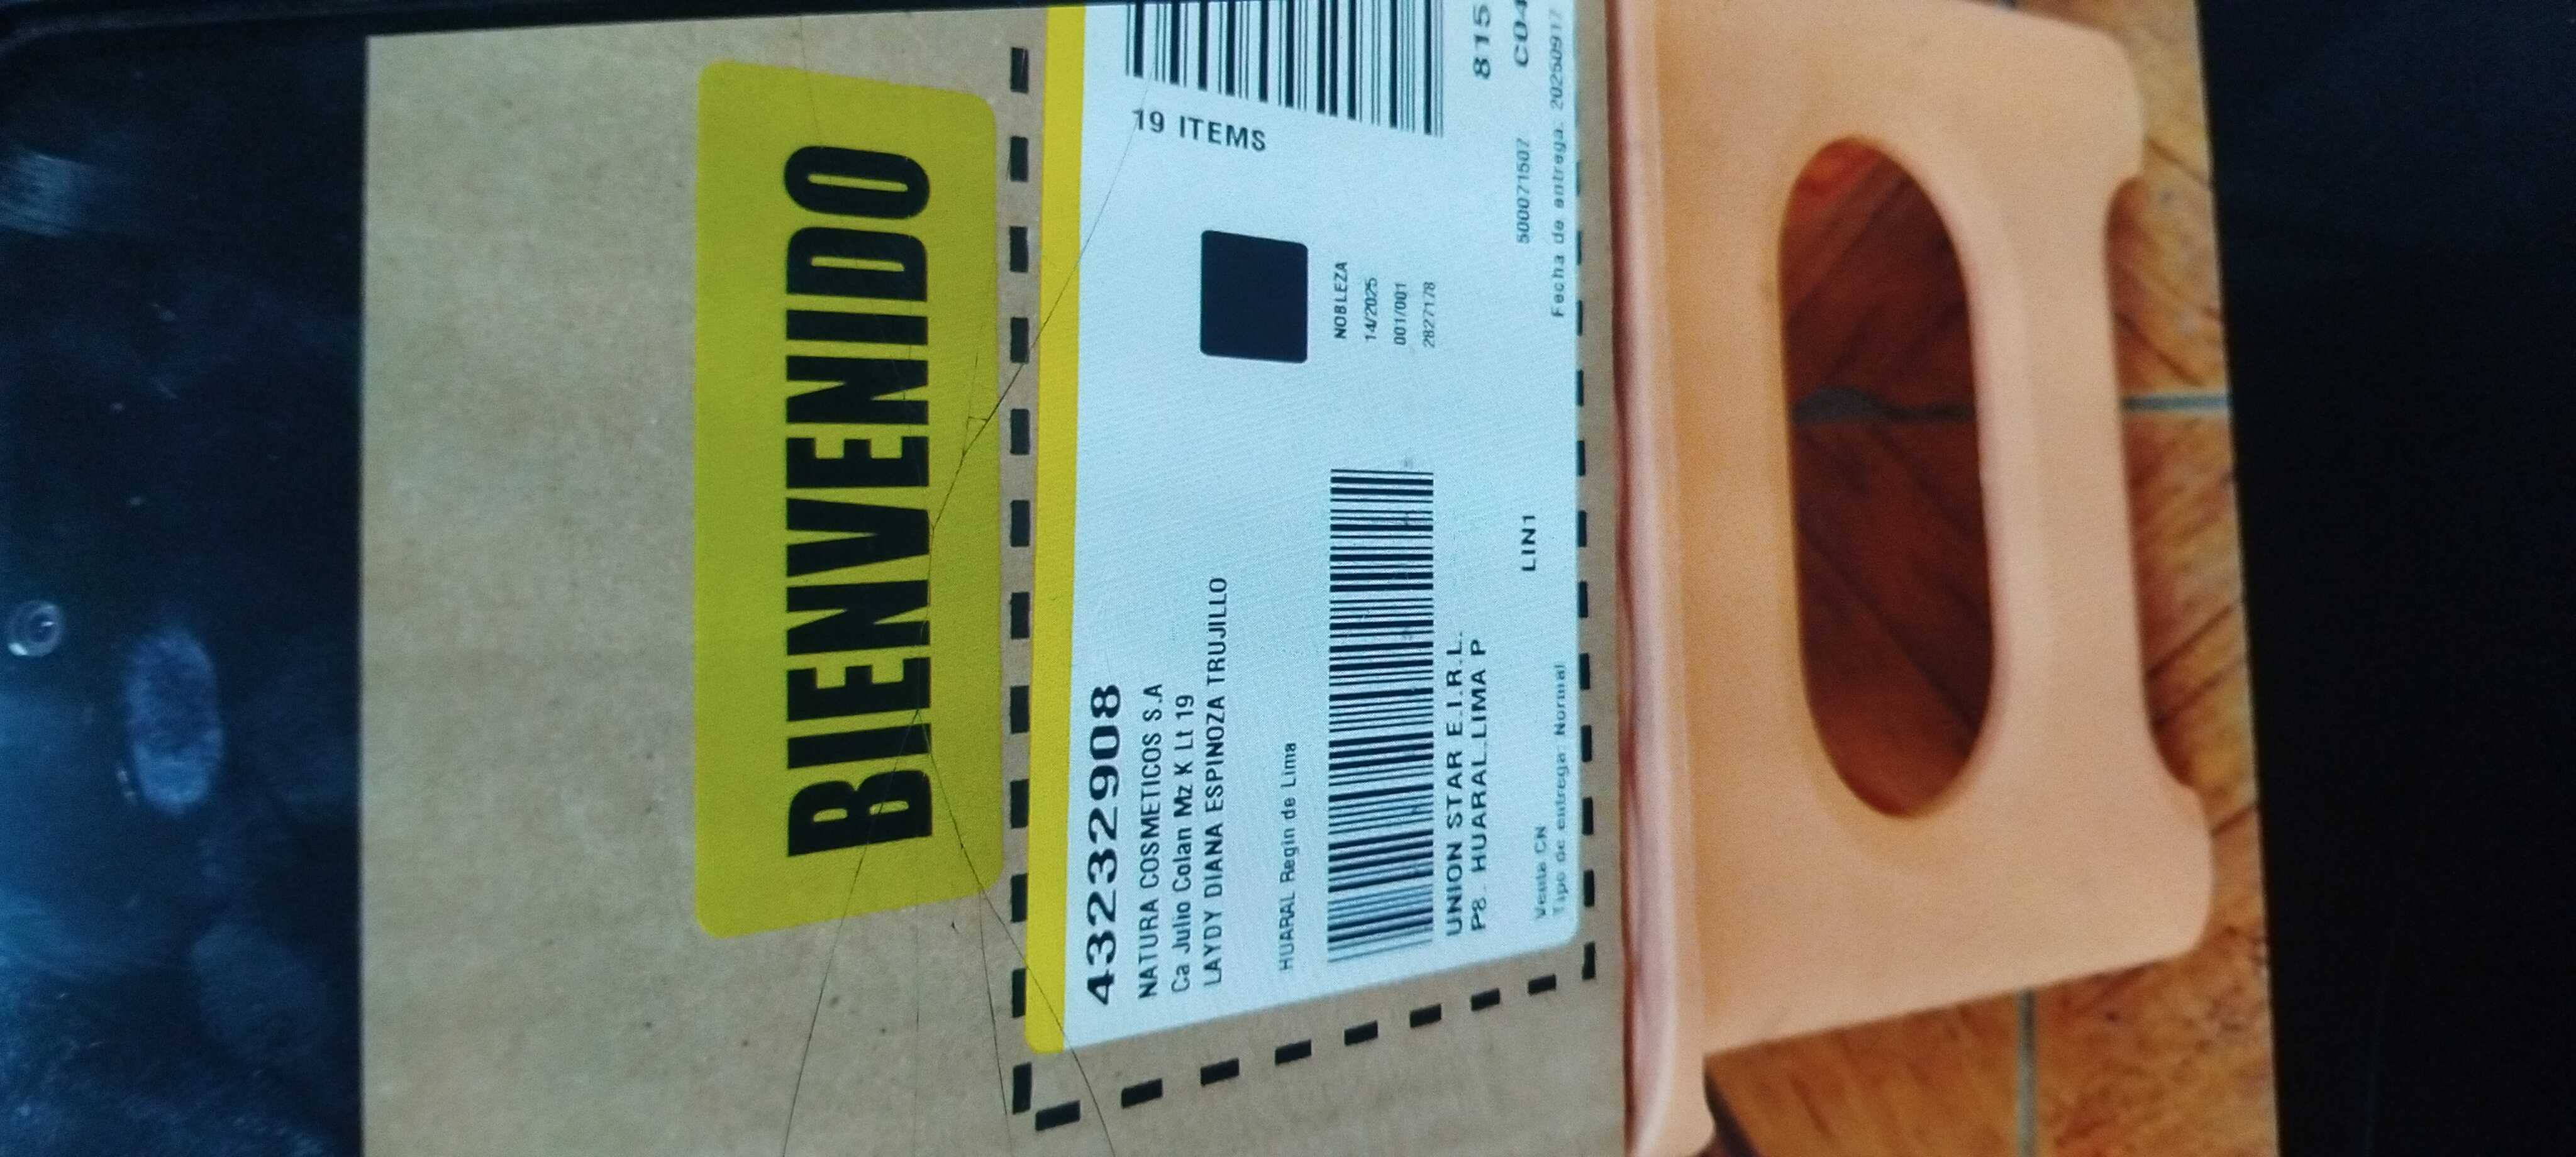 BIENVENIDO
43232908
NATURA COSMETICOS S.A
Ca Julio Colan Mz K Lt 19
LAYDY DIANA ESPINOZA TRUJILLO
HUARAL Regin de Lima
19 ITEMS
NOBLEZA
14/2025
001/001
28277178
UNION STAR E.I.R.L.
P8. HUARAL.LIMA P
815
Venta CN
LIN1
500071507
C04
Tipo de entrega: Normal
Fecha de entrega. 20250917